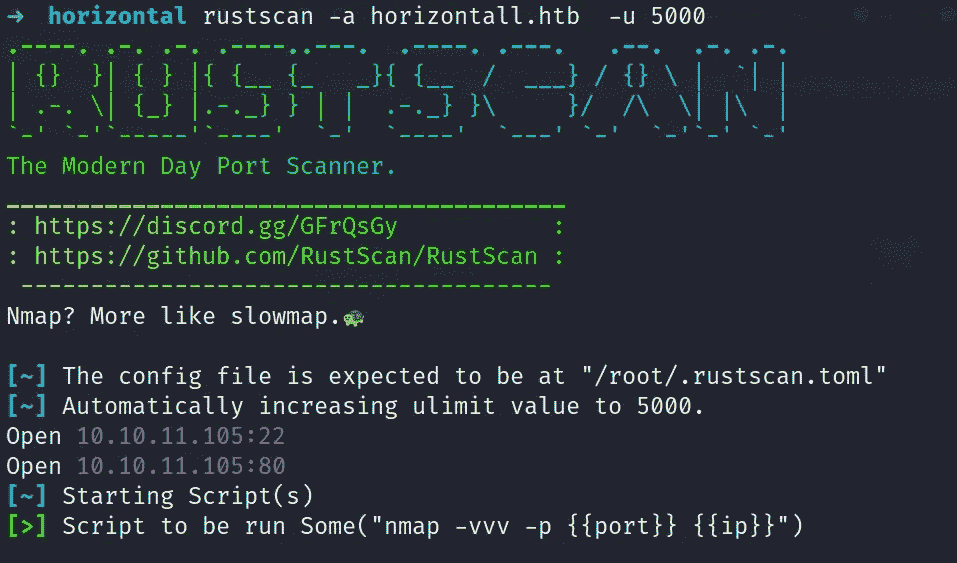 → horizontal rustscan -a horizontall.htb  -u 5000
.----. .-. .-. .----..---.  .----. .---.   .--.  .-. .-.
| {}  }| { } |{ {__ {_   _}{ {__  /  ___} / {} \ |  `| |
| .-. \| {_} |.-._} } | |  .-._} }\     }/  /\  \| |\  |
`-' `-'`-----'`----'  `-'  `----'  `---' `-'  `-'`-' `-'
The Modern Day Port Scanner.
________________________________________
: https://discord.gg/GFrQsGy           :
: https://github.com/RustScan/RustScan :
 --------------------------------------
Nmap? More like slowmap.🐢
[~] The config file is expected to be at "/root/.rustscan.toml"
[~] Automatically increasing ulimit value to 5000.
Open 10.10.11.105:22
Open 10.10.11.105:80
[~] Starting Script(s)
[>] Script to be run Some("nmap -vvv -p {{port}} {{ip}}")